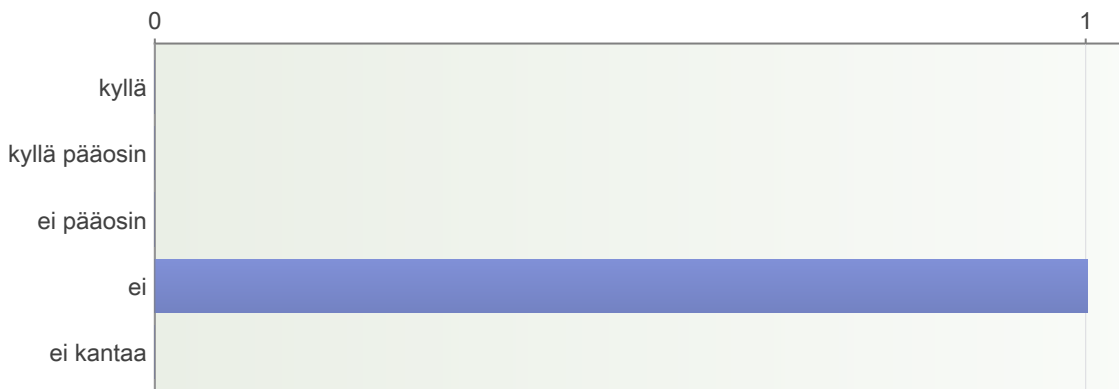 0 1
kyllä
kyllä pääosin
ei pääosin
ei
ei kantaa